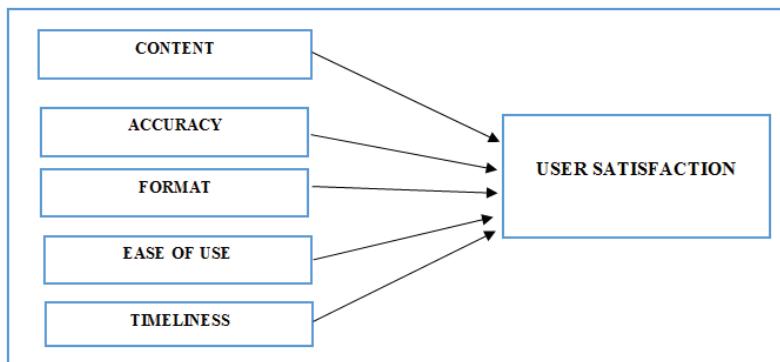 CONTENT
ACCURACY
FORMAT
EASE OF USE
TIMELINESS
USER SATISFACTION